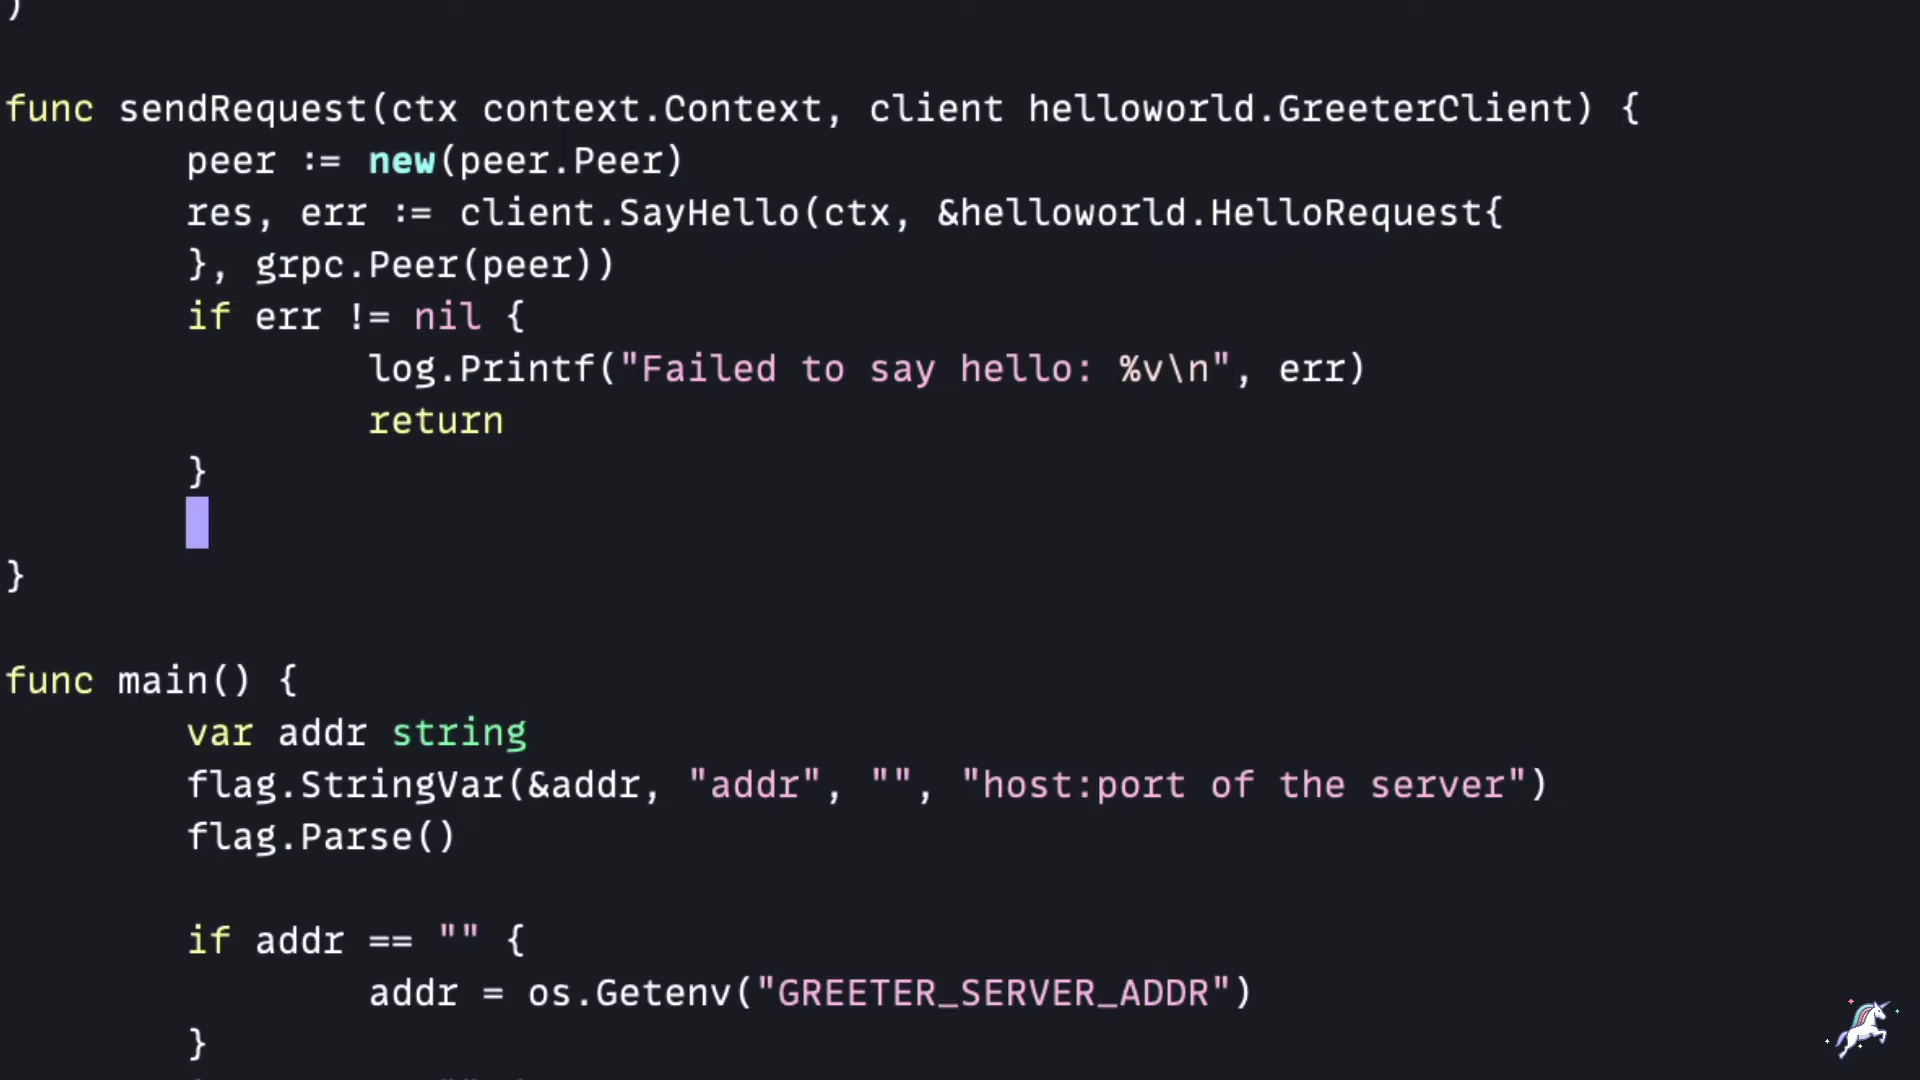 )
func sendRequest(ctx context.Context, client helloworld.GreeterClient) {
peer := new(peer.Peer)
res, err := client.SayHello(ctx, &helloworld.HelloRequest{
}, grpc.Peer(peer))
if err != nil {
log.Printf("Failed to say hello: %v\n", err)
return
}
}
func main() {
var addr string
flag.StringVar(&addr, "addr", "", "host:port of the server")
flag.Parse()
if addr == "" {
addr = os.Getenv("GREETER_SERVER_ADDR")
}